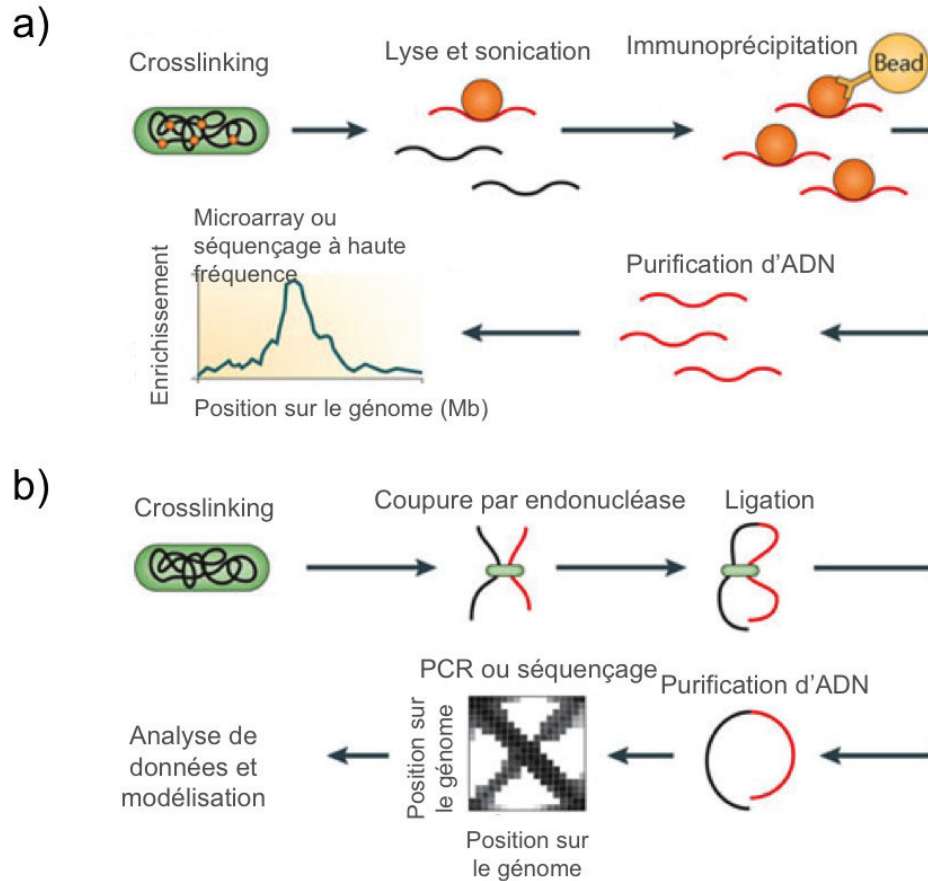 a)
Crosslinking
Lyse et sonication
Immunoprécipitation
Bead
Microarray ou
séquençage à haute
fréquence
Enrichissement
Position sur le génome (Mb)
Purification d'ADN
b)
Crosslinking
Coupure par endonucléase
Ligation
PCR ou séquençage
Position sur
le génome
Position sur
le génome
Purification d'ADN
Analyse de
données et
modélisation